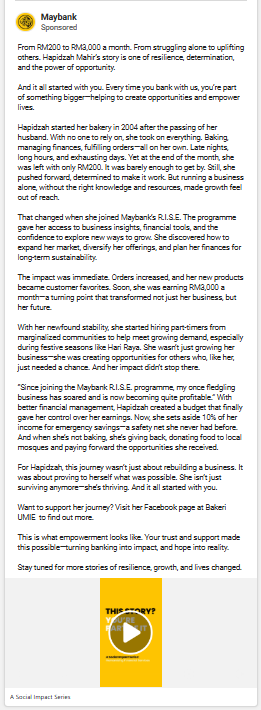 Maybank
Sponsored
From RM200 to RM3,000 a month. From struggling alone to uplifting
others. Hapidzah Mahir's story is one of resilience, determination,
and the power of opportunity.
And it all started with you. Every time you bank with us, you're part
of something bigger—helping to create opportunities and empower
lives.
Hapidzah started her bakery in 2004 after the passing of her
husband. With no one to rely on, she took on everything. Baking,
managing finances, fulfilling orders—all on her own. Late nights,
long hours, and exhausting days. Yet at the end of the month, she
was left with only RM200. It was barely enough to get by. Still, she
pushed forward, determined to make it work. But running a business
alone, without the right knowledge and resources, made growth feel
out of reach.
That changed when she joined Maybank's R.I.S.E. The programme
gave her access to business insights, financial tools, and the
confidence to explore new ways to grow. She discovered how to
expand her market, diversify her offerings, and plan her finances for
long-term sustainability.
The impact was immediate. Orders increased, and her new products
became customer favorites. Soon, she was earning RM3,000 a
month—a turning point that transformed not just her business, but
her future.
With her newfound stability, she started hiring part-timers from
marginalized communities to help meet growing demand, especially
during festive seasons like Hari Raya. She wasn't just growing her
business—she was creating opportunities for others who, like her,
just needed a chance. And her impact didn't stop there.
"Since joining the Maybank R.I.S.E. programme, my once fledgling
business has soared and is now becoming quite profitable." With
better financial management, Hapidzah created a budget that finally
gave her control over her earnings. Now, she sets aside 10% of her
income for emergency savings—a safety net she never had before.
And when she's not baking, she's giving back, donating food to local
mosques and paying forward the opportunities she received.
For Hapidzah, this journey wasn't just about rebuilding a business. It
was about proving to herself what was possible. She isn't just
surviving anymore—she's thriving. And it all started with you.
Want to support her journey? Visit her Facebook page at Bakeri
UMIE to find out more.
This is what empowerment looks like. Your trust and support made
this possible—turning banking into impact, and hope into reality.
Stay tuned for more stories of resilience, growth, and lives changed.
THIS STORY?
YOU'RE
IT
A Social Impact Series